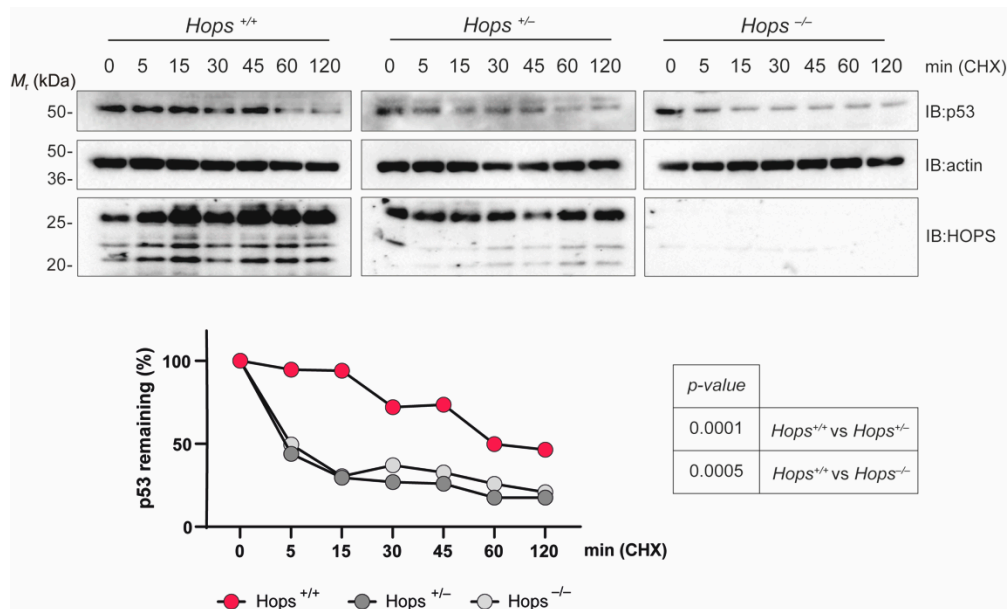 Hops +/+ Hops +/− Hops −/−
Mr (kDa) 0 5 15 30 45 60 120 0 5 15 30 45 60 120 0 5 15 30 45 60 120 min (CHX)
50- IB:p53
50-
36- IB:actin
25-
20- IB:HOPS
p53 remaining (%)
100
50
0
0 5 15 30 45 60 120 min (CHX)
Hops +/+ Hops +/− Hops −/−
p-value
0.0001 Hops+/+ vs Hops+/−
0.0005 Hops+/+ vs Hops−/−